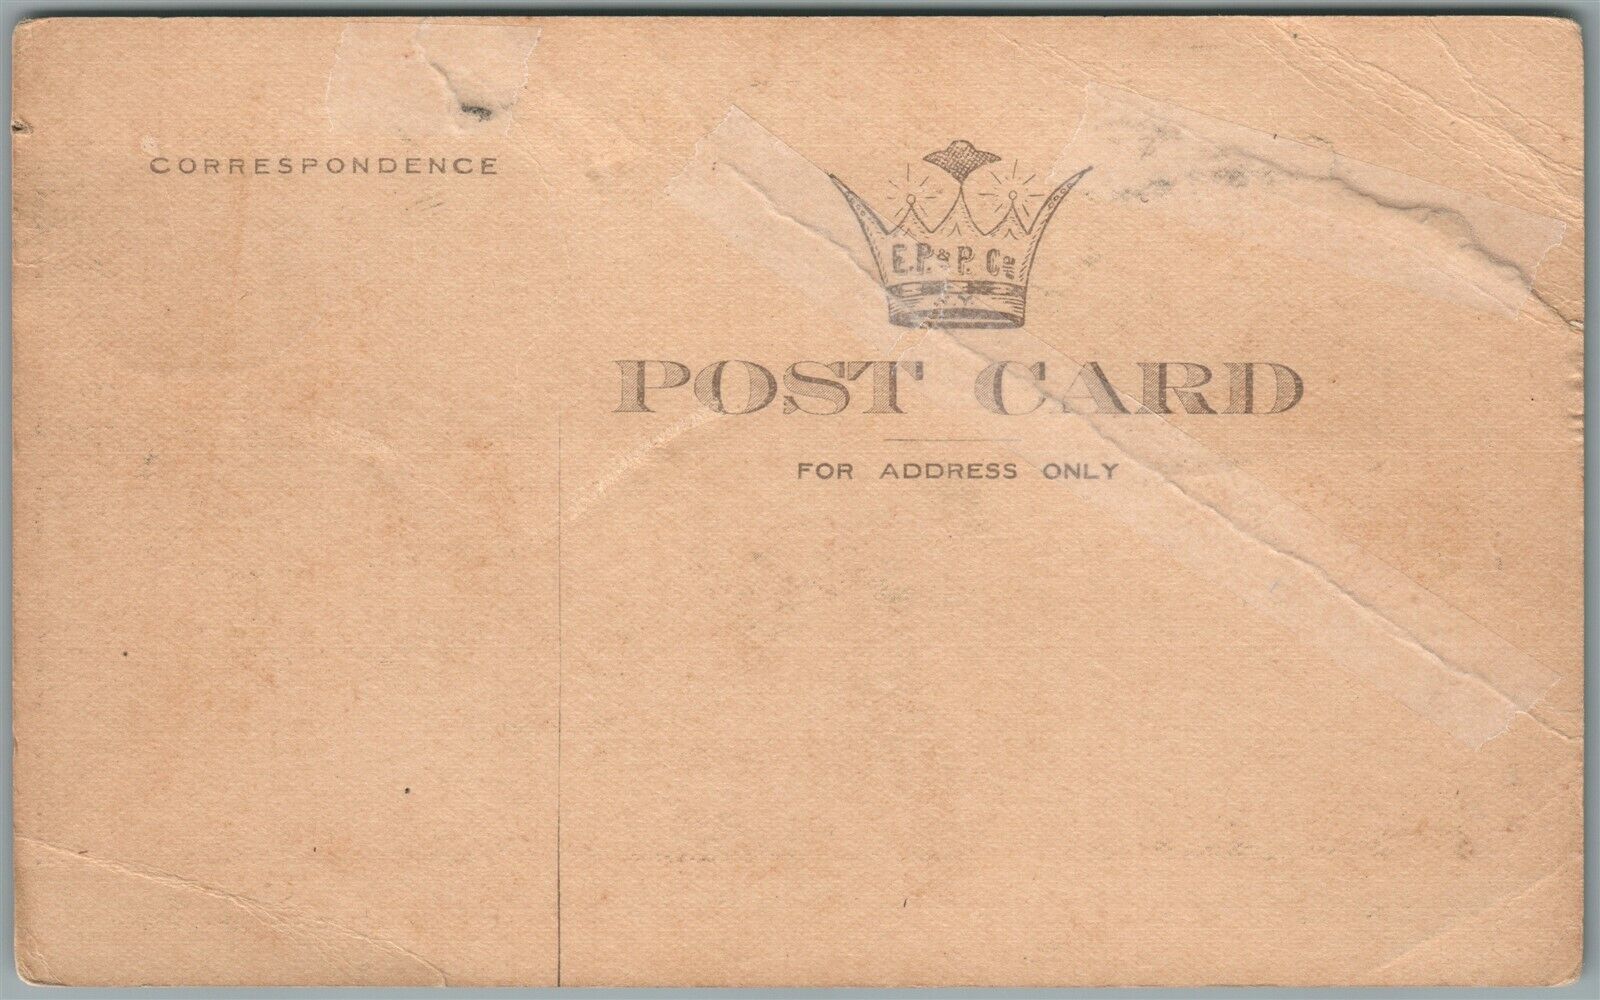 CORRESPONDENCE
E.P. & P. Co
POST CARD
FOR ADDRESS ONLY